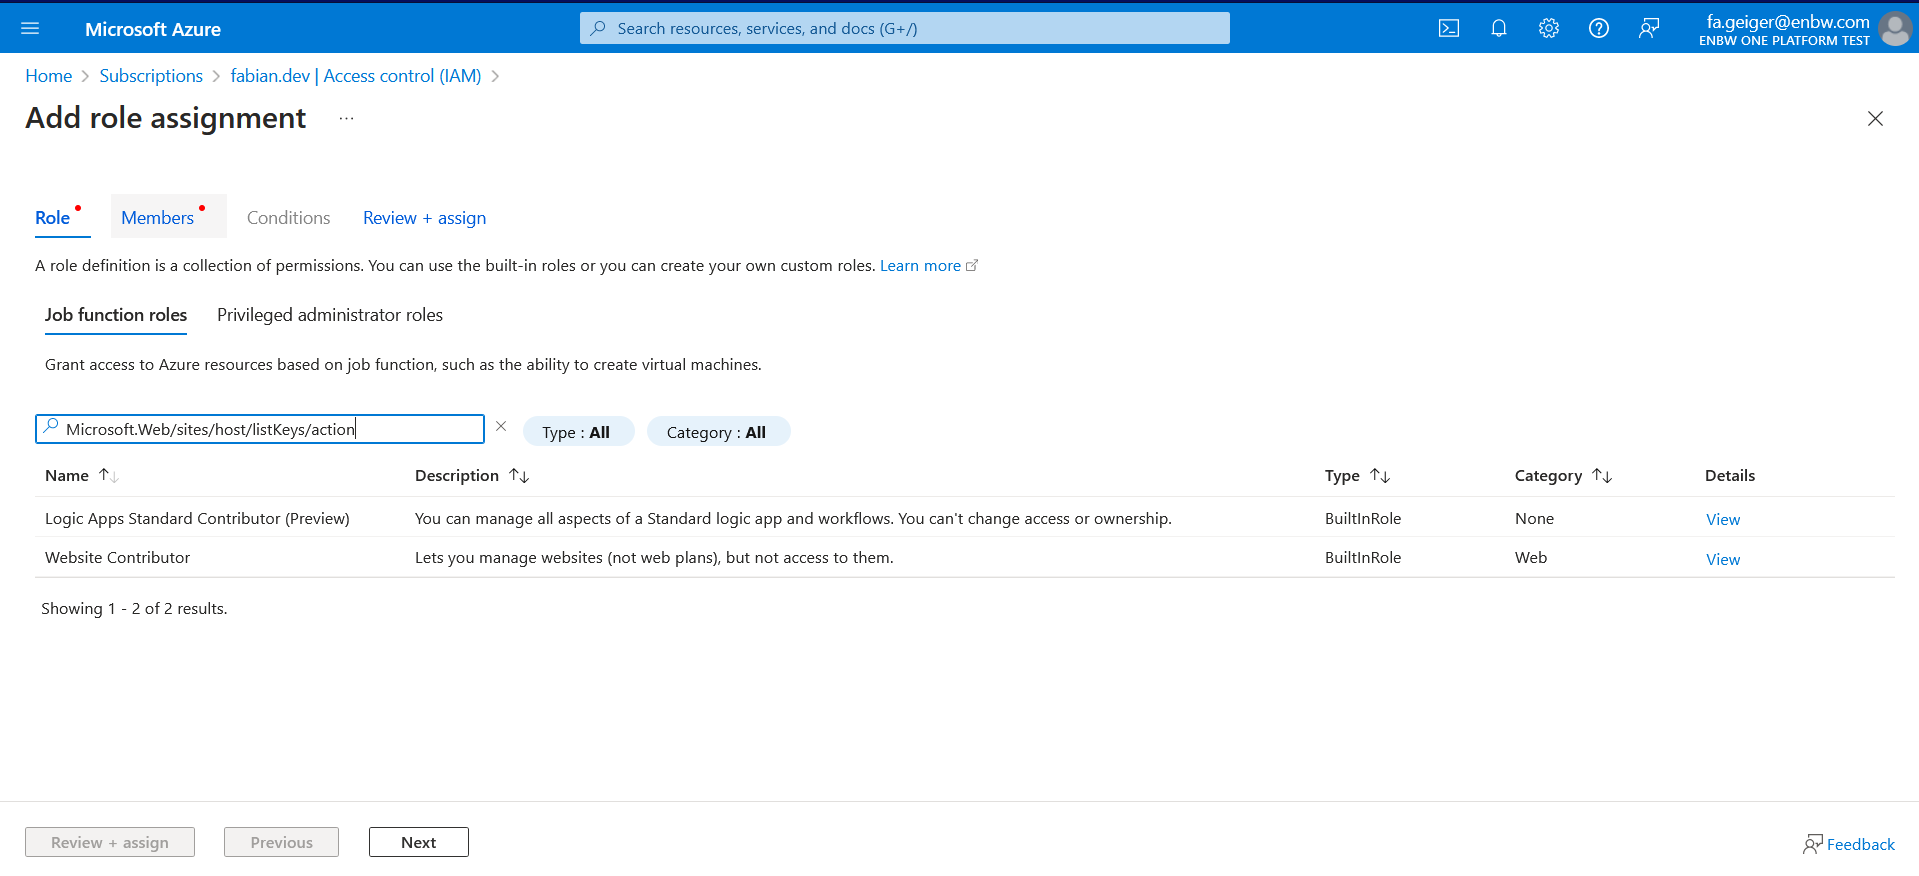 Microsoft Azure
Search resources, services, and docs (G+/)
fa.geiger@enbw.com
ENBW ONE PLATFORM TEST
Home > Subscriptions > fabian.dev | Access control (IAM) >
Add role assignment ...
Role Members Conditions Review + assign
A role definition is a collection of permissions. You can use the built-in roles or you can create your own custom roles. Learn more
Job function roles Privileged administrator roles
Grant access to Azure resources based on job function, such as the ability to create virtual machines.
Microsoft.Web/sites/host/listKeys/action
Type : All Category : All
Name Description Type Category Details
Logic Apps Standard Contributor (Preview) You can manage all aspects of a Standard logic app and workflows. You can't change access or ownership. BuiltInRole None View
Website Contributor Lets you manage websites (not web plans), but not access to them. BuiltInRole Web View
Showing 1 - 2 of 2 results.
Review + assign Previous Next
Feedback